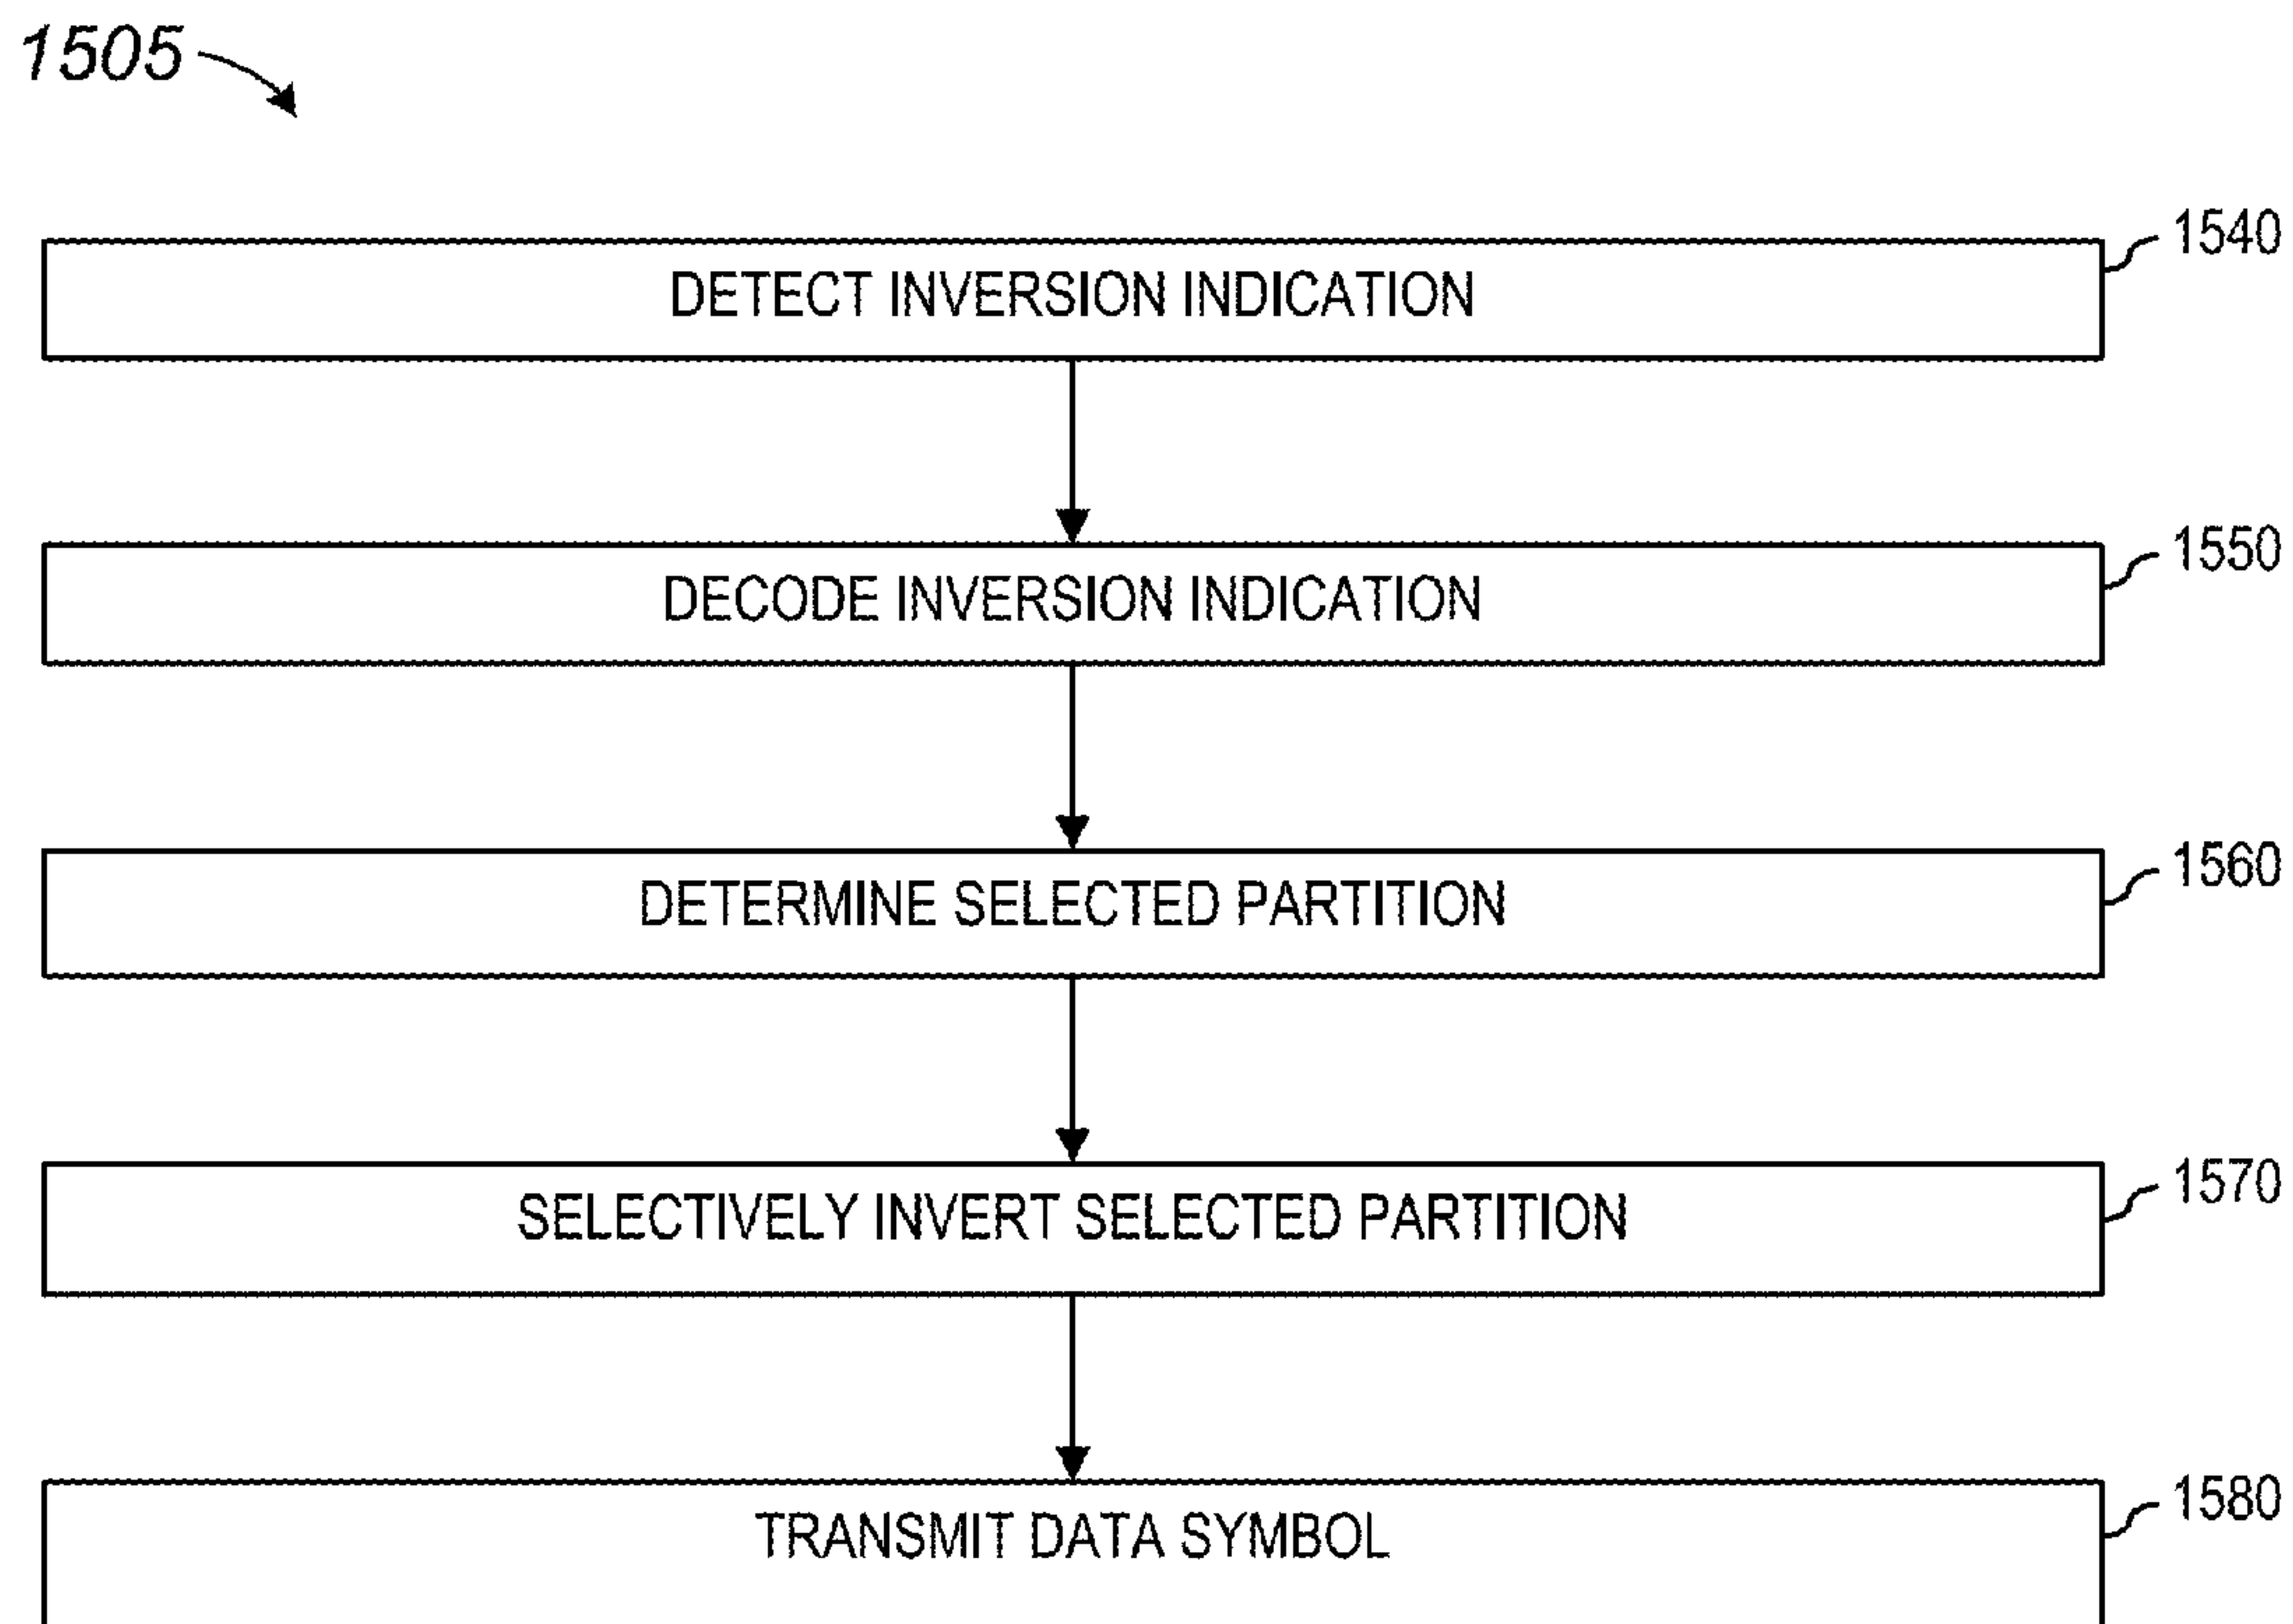 1505
1540
DETECT INVERSION INDICATION
1550
DECODE INVERSION INDICATION
1560
DETERMINE SELECTED PARTITION
1570
SELECTIVELY INVERT SELECTED PARTITION
1580
TRANSMIT DATA SYMBOL